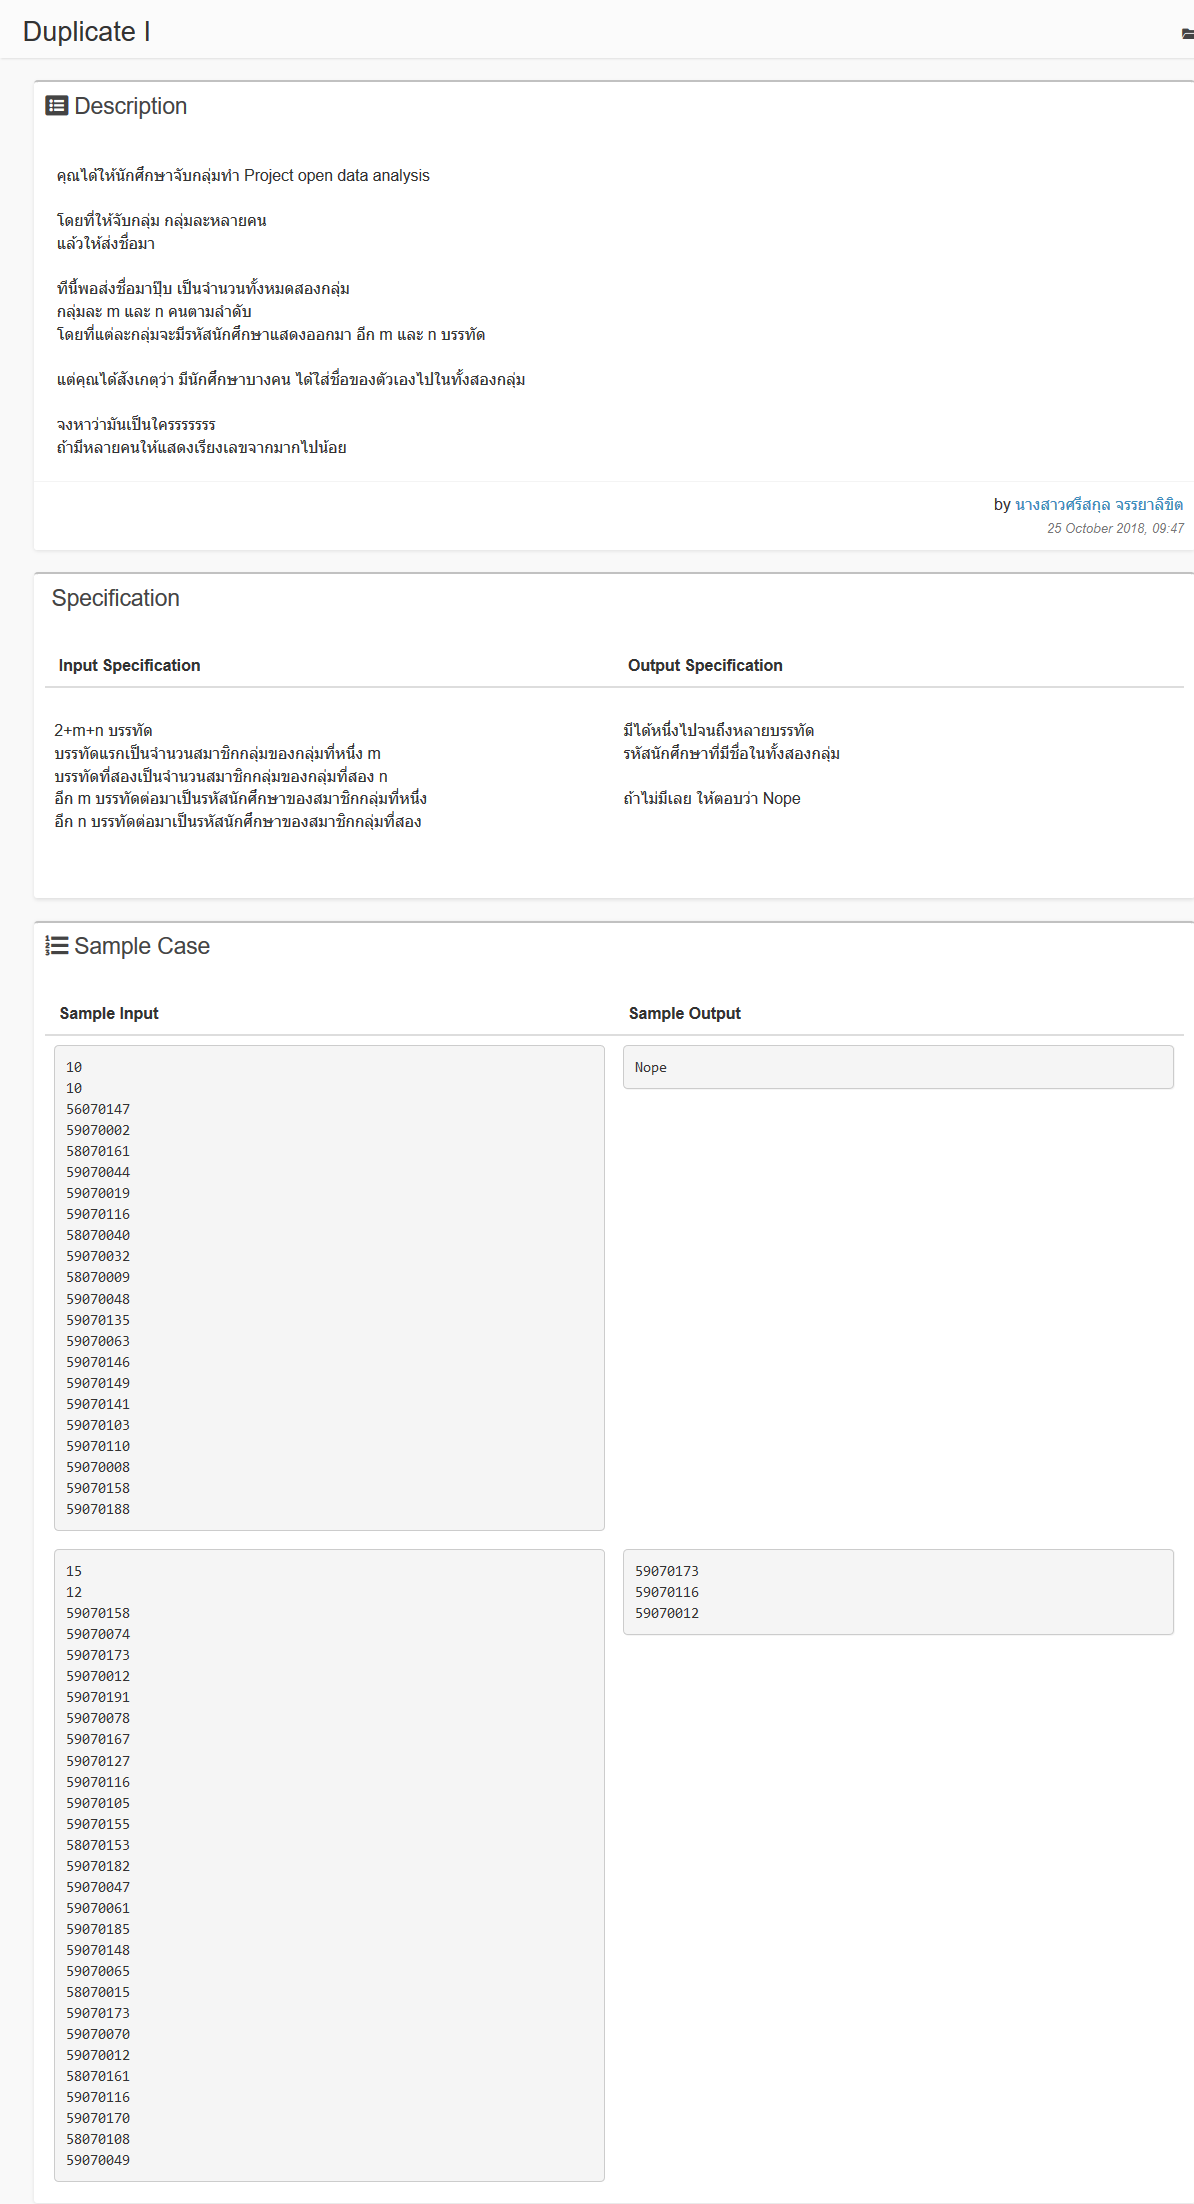 Duplicate I
Description
คุณได้ให้นักศึกษาจับกลุ่มทำ Project open data analysis
โดยที่ให้จับกลุ่ม กลุ่มละหลายคน
แล้วให้ส่งชื่อมา
ทีนี้พอส่งชื่อมาปุ๊บ เป็นจำนวนทั้งหมดสองกลุ่ม
กลุ่มละ m และ n คนตามลำดับ
โดยที่แต่ละกลุ่มจะมีรหัสนักศึกษาแสดงออกมา อีก m และ n บรรทัด
แต่คุณได้สังเกตุว่า มีนักศึกษาบางคน ได้ใส่ชื่อของตัวเองไปในทั้งสองกลุ่ม
จงหาว่ามันเป็นใครรรรรรรร
ถ้ามีหลายคนให้แสดงเรียงเลขจากมากไปน้อย
by นางสาวศรีสกุล จรรยาลิขิต
25 October 2018, 09:47
Specification
Input Specification
Output Specification
2+m+n บรรทัด
บรรทัดแรกเป็นจำนวนสมาชิกกลุ่มของกลุ่มที่หนึ่ง m
บรรทัดที่สองเป็นจำนวนสมาชิกกลุ่มของกลุ่มที่สอง n
อีก m บรรทัดต่อมาเป็นรหัสนักศึกษาของสมาชิกกลุ่มที่หนึ่ง
อีก n บรรทัดต่อมาเป็นรหัสนักศึกษาของสมาชิกกลุ่มที่สอง
มีได้หนึ่งไปจนถึงหลายบรรทัด
รหัสนักศึกษาที่มีชื่อในทั้งสองกลุ่ม
ถ้าไม่มีเลย ให้ตอบว่า Nope
Sample Case
Sample Input
Sample Output
10
10
56070147
59070002
58070161
59070044
59070019
59070116
58070040
59070032
58070009
59070048
59070135
59070063
59070146
59070149
59070141
59070103
59070110
59070008
59070158
59070188
Nope
15
12
59070158
59070074
59070173
59070012
59070191
59070078
59070167
59070127
59070116
59070105
59070155
58070153
59070182
59070047
59070061
59070185
59070148
59070065
58070015
59070173
59070070
59070012
58070161
59070116
59070170
58070108
59070049
59070173
59070116
59070012